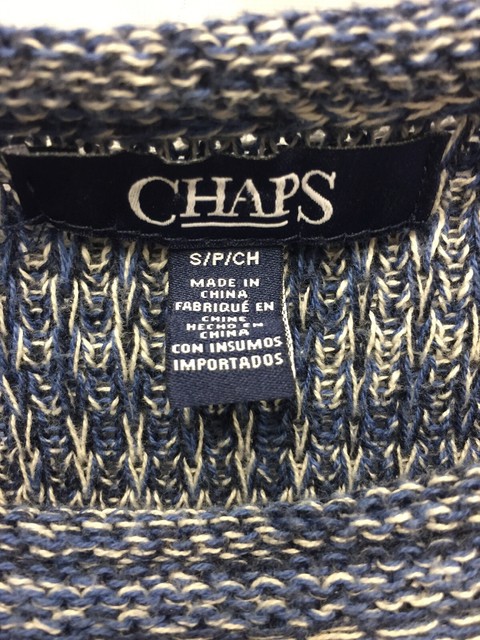 CHAPS
S/P/CH
MADE IN
CHINA
FABRIQUÉ EN
CHINE
HECHO EN
CHINA
CON INSUMOS
IMPORTADOS